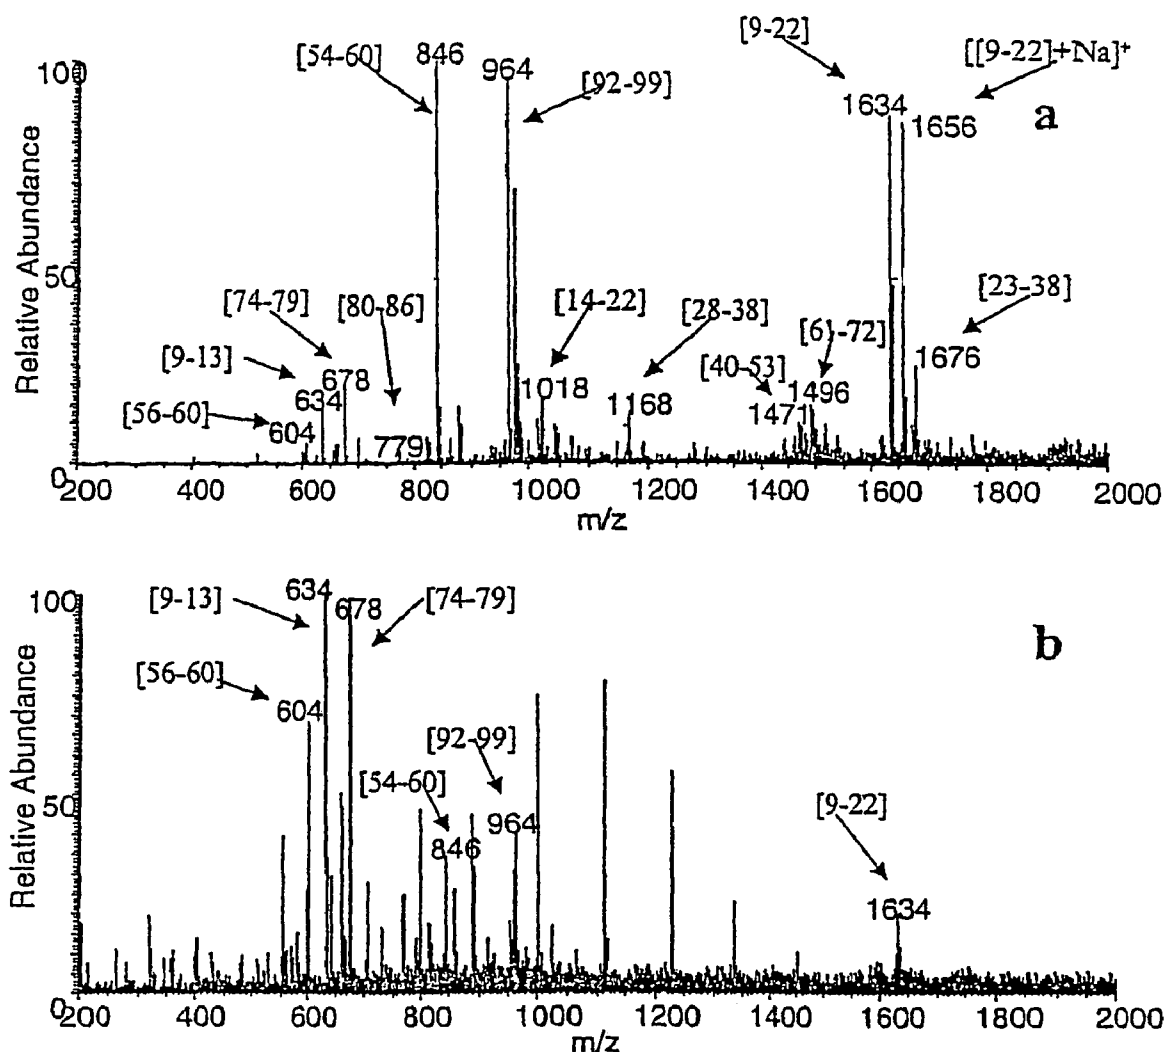 [54-60] 846 964 [92-99] [9-22] [[9-22]+Na]⁺
1634 1656 a
[74-79] [80-86] [14-22] [28-38] [61-72] [23-38]
[9-13] 678 [40-53] 1676
[56-60] 634 1018 1168 1471 1496
604 779
100
50
0
Relative Abundance
200 400 600 800 1000 1200 1400 1600 1800 2000
m/z
[9-13] 634 678 [74-79] b
[56-60] 604
[92-99]
[54-60] 964 [9-22]
846 1634
100
50
0
Relative Abundance
200 400 600 800 1000 1200 1400 1600 1800 2000
m/z